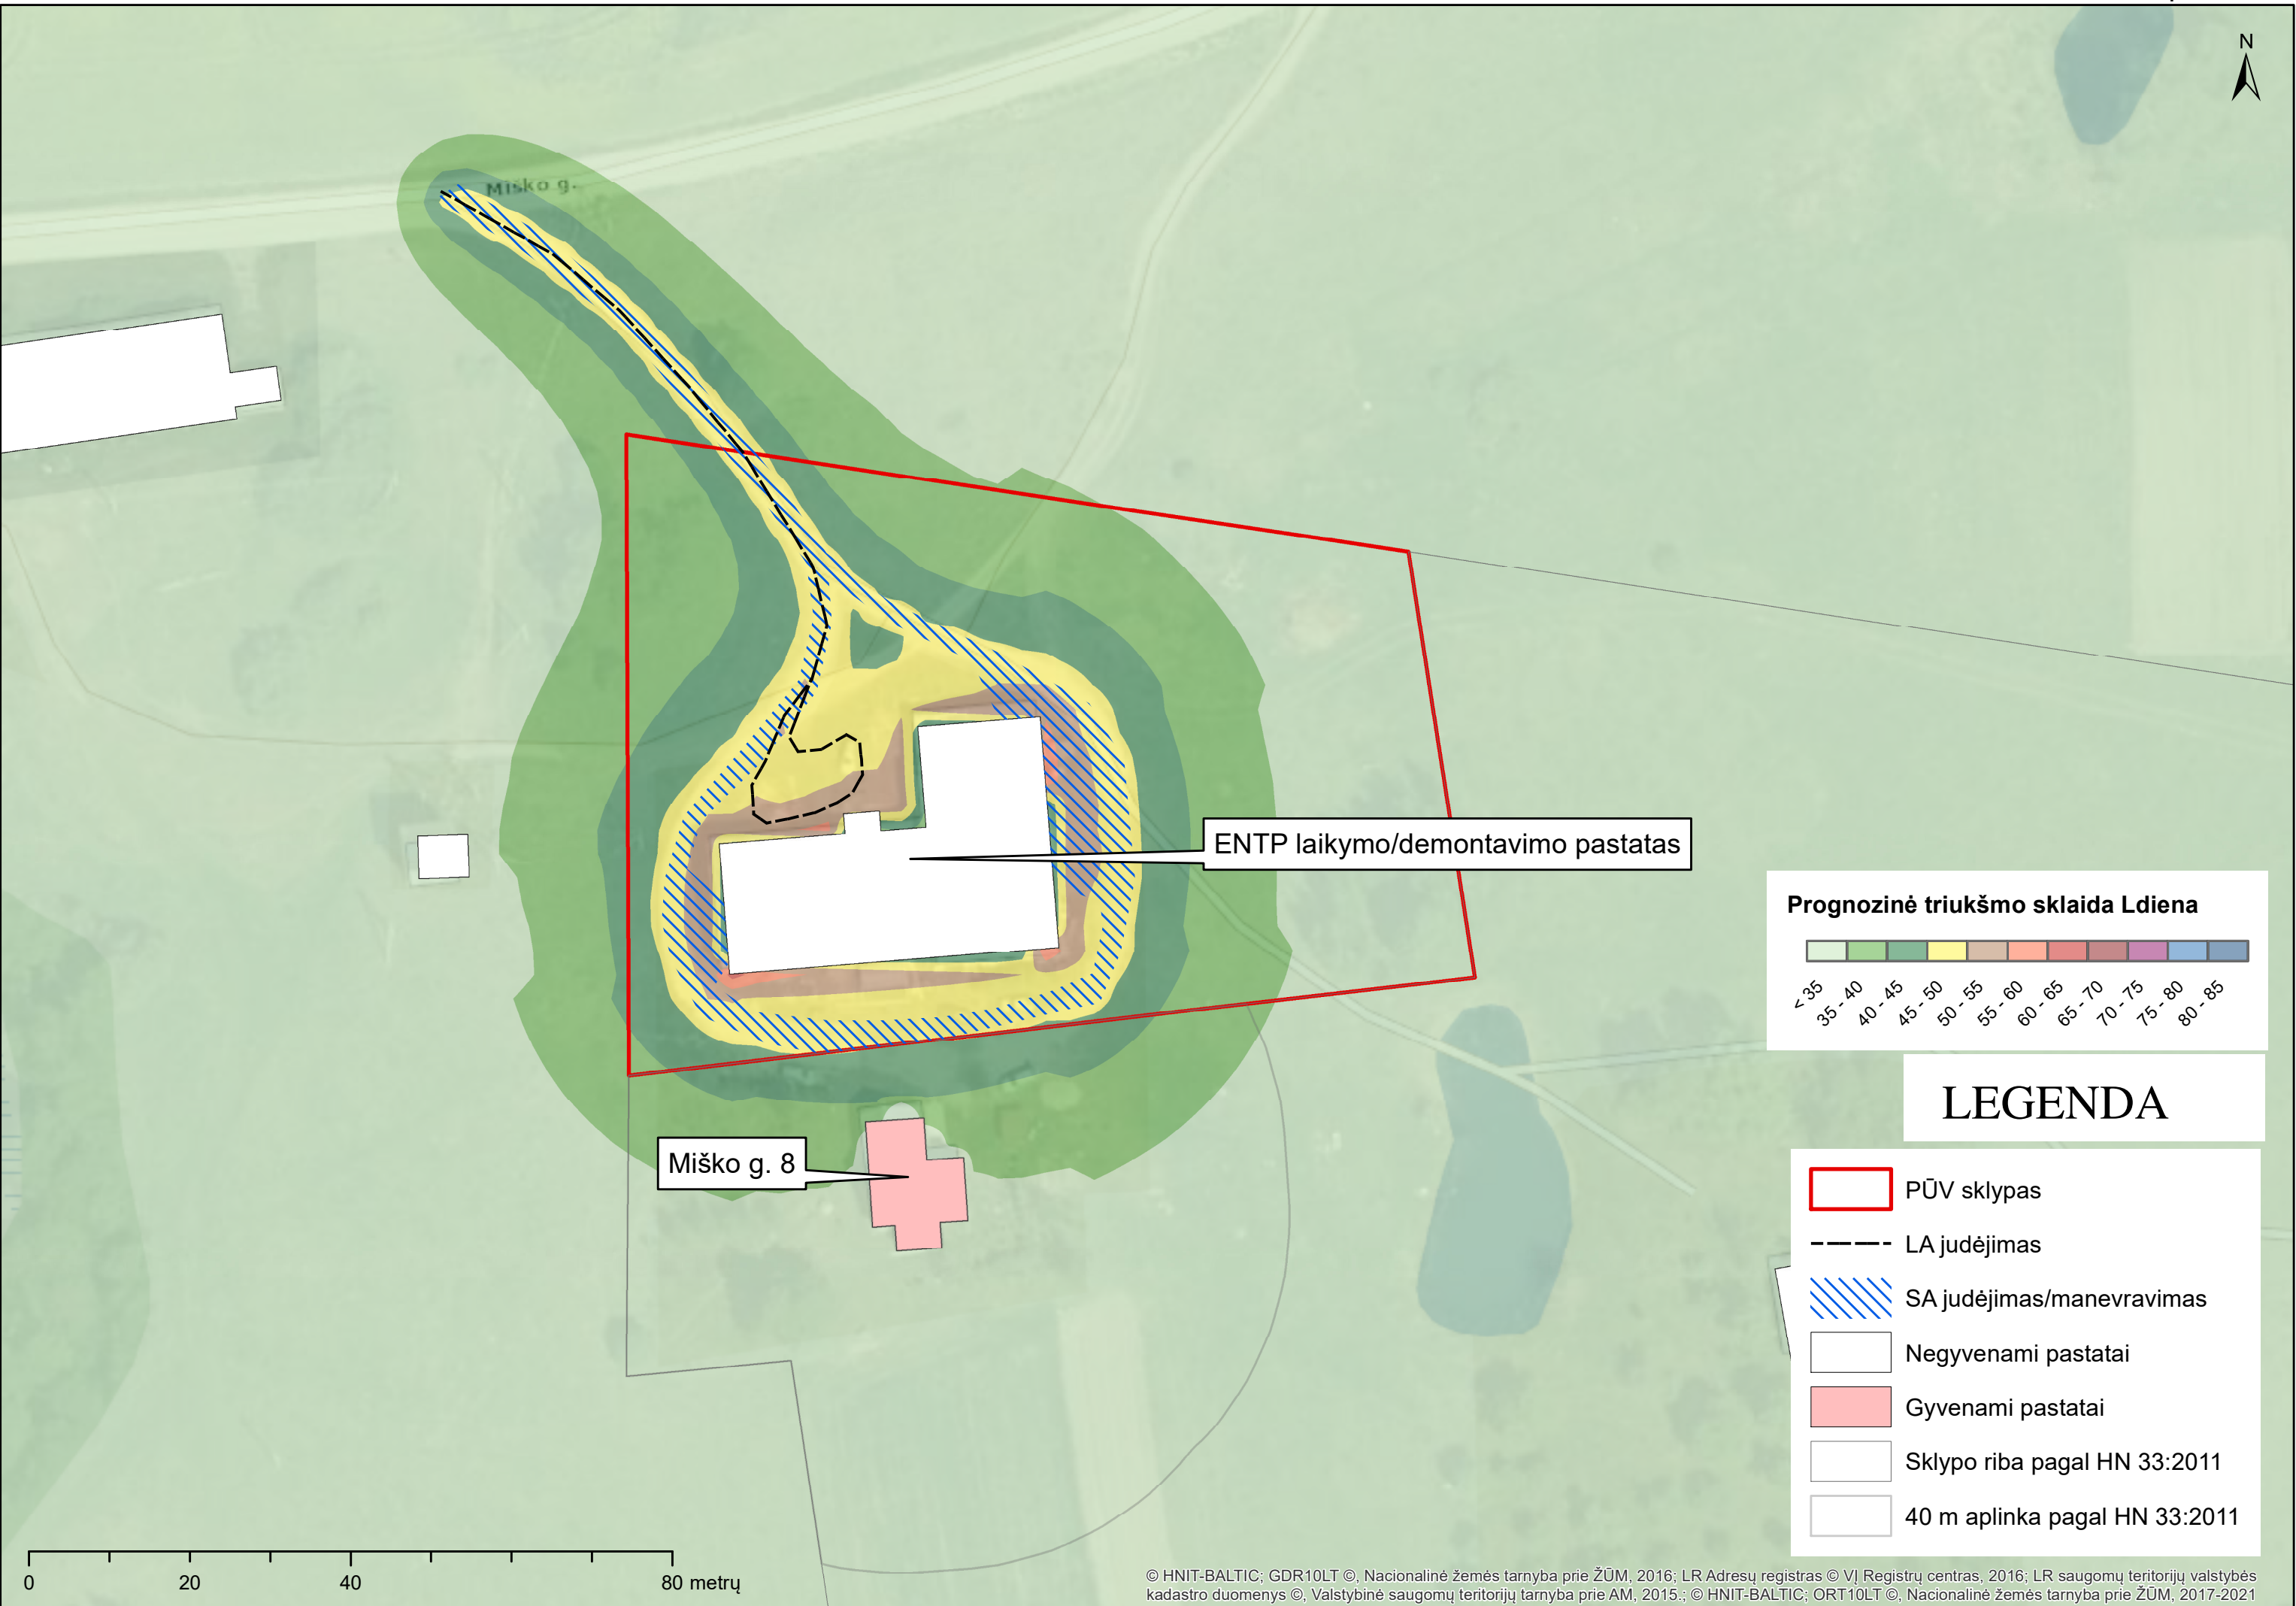 N
Miško g.
ENTP laikymo/demontavimo pastatas
Miško g. 8
Prognozinė triukšmo sklaida Ldiena
< 35
35 - 40
40 - 45
45 - 50
50 - 55
55 - 60
60 - 65
65 - 70
70 - 75
75 - 80
80 - 85
LEGENDA
PŪV sklypas
LA judėjimas
SA judėjimas/manevravimas
Negyvenami pastatai
Gyvenami pastatai
Sklypo riba pagal HN 33:2011
40 m aplinka pagal HN 33:2011
0 20 40 80 metrų
© HNIT-BALTIC; GDR10LT ©, Nacionalinė žemės tarnyba prie ŽŪM, 2016; LR Adresų registras © VĮ Registrų centras, 2016; LR saugomų teritorijų valstybės
kadastro duomenys ©, Valstybinė saugomų teritorijų tarnyba prie AM, 2015.; © HNIT-BALTIC; ORT10LT ©, Nacionalinė žemės tarnyba prie ŽŪM, 2017-2021